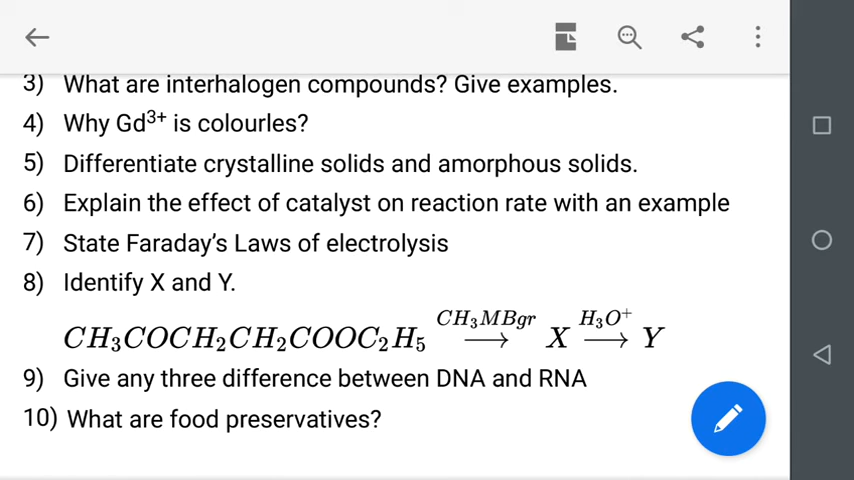 3) What are interhalogen compounds? Give examples.
4) Why Gd³⁺ is colourles?
5) Differentiate crystalline solids and amorphous solids.
6) Explain the effect of catalyst on reaction rate with an example
7) State Faraday’s Laws of electrolysis
8) Identify X and Y.
CH₃COCH₂CH₂COOC₂H₅ CH₃MBgr ⟶ X H₃O⁺ ⟶ Y
9) Give any three difference between DNA and RNA
10) What are food preservatives?